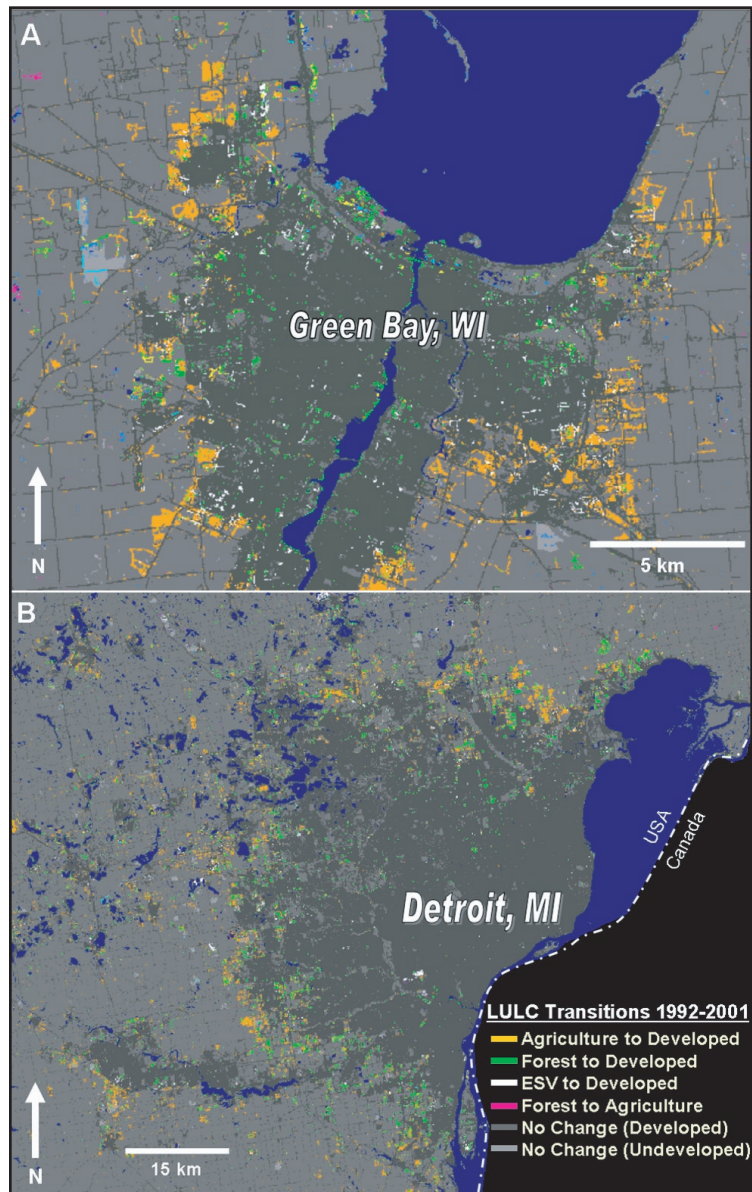 A
Green Bay, WI
N
5 km
B
USA
Canada
Detroit, MI
N
15 km
LULC Transitions 1992-2001
Agriculture to Developed
Forest to Developed
ESV to Developed
Forest to Agriculture
No Change (Developed)
No Change (Undeveloped)